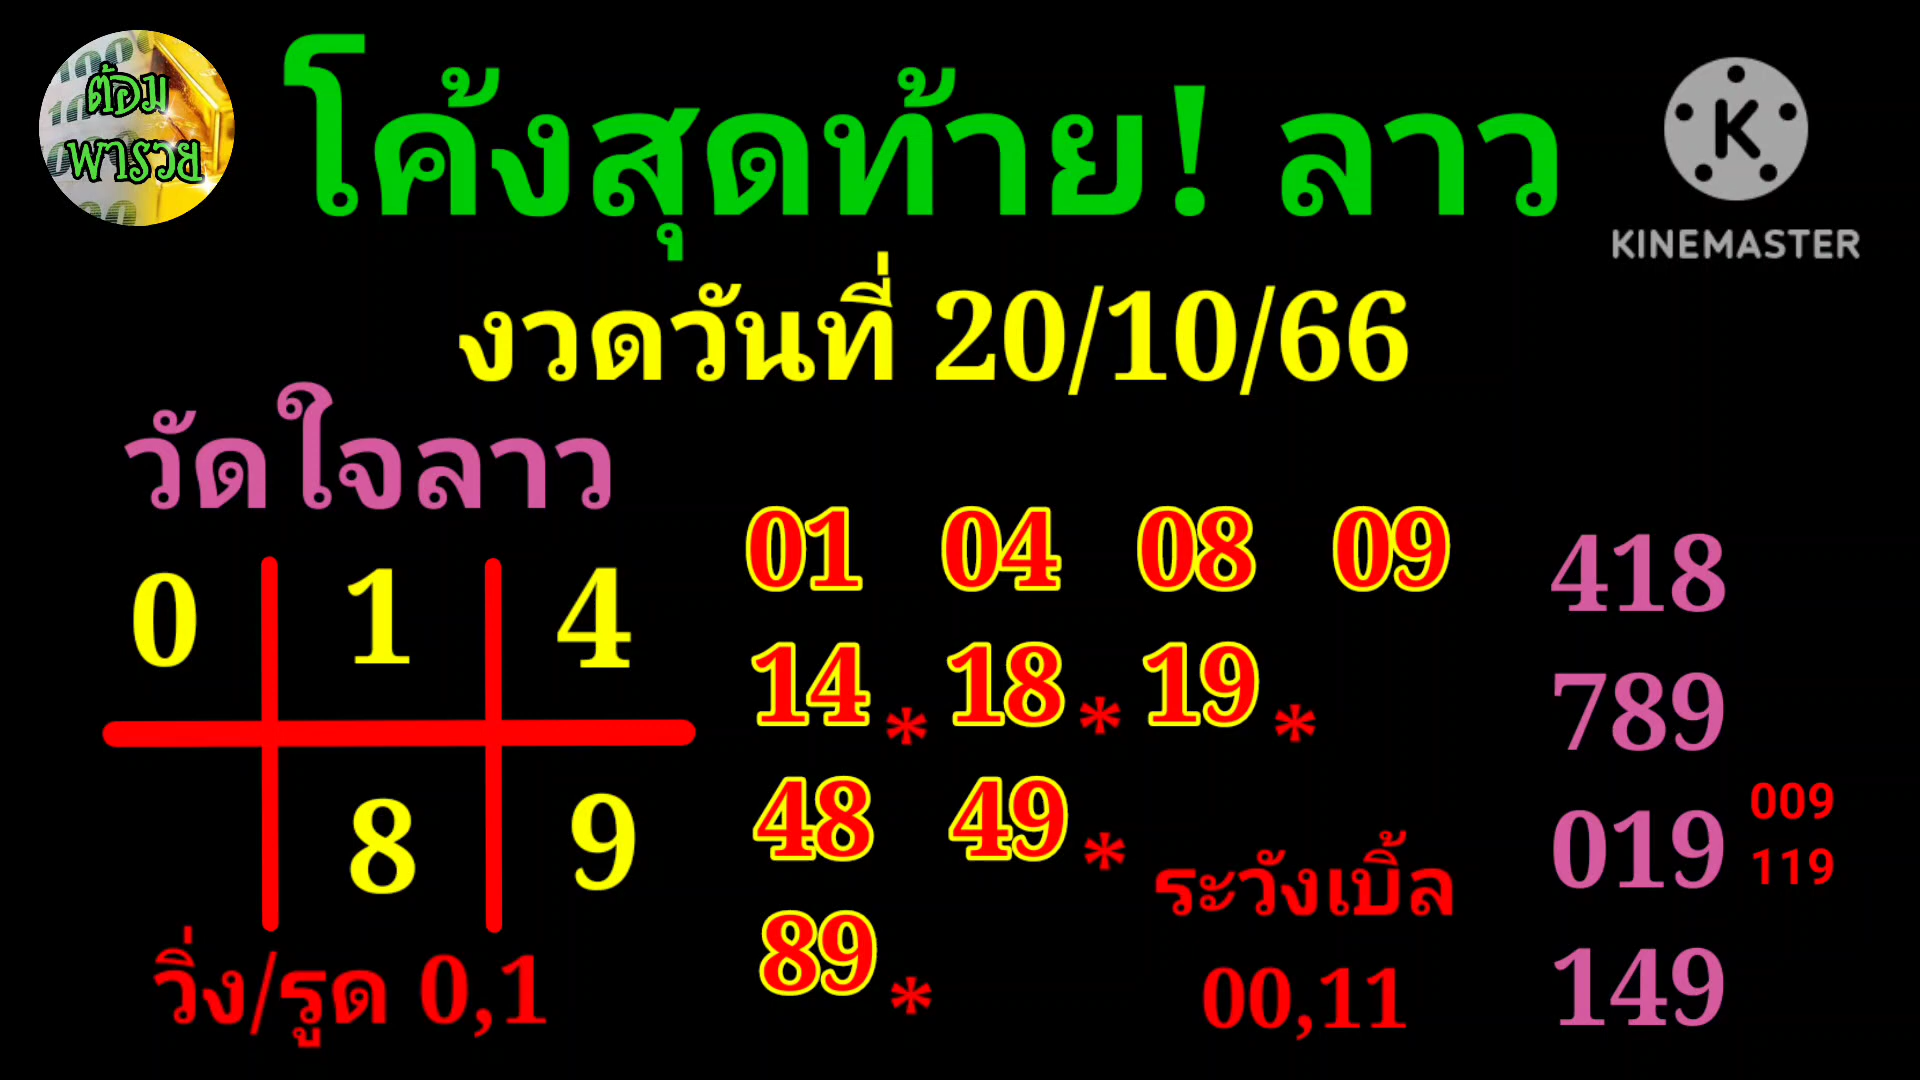 ต้อม
พารวย
โค้งสุดท้าย! ลาว
KINEMASTER
งวดวันที่ 20/10/66
วัดใจลาว
0 1 4
8 9
วิ่ง/รูด 0,1
01 04 08 09
14* 18* 19*
48 49*
89*
ระวังเบิ้ล
00,11
418
789
019
009
119
149